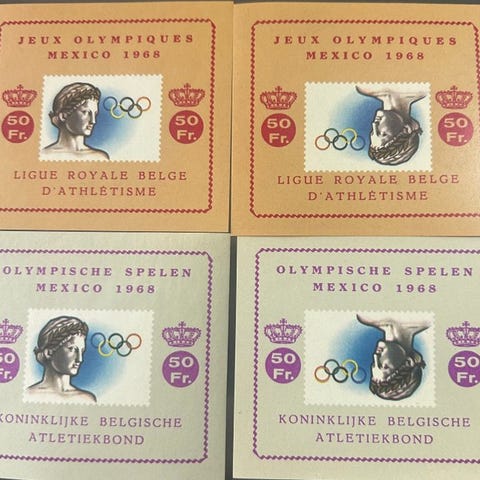 JEUX OLYMPIQUES
MEXICO 1968
50 Fr.
50 Fr.
LIGUE ROYALE BELGE
D'ATHLÉTISME
JEUX OLYMPIQUES
MEXICO 1968
50 Fr.
50 Fr.
LIGUE ROYALE BELGE
D'ATHLÉTISME
OLYMPISCHE SPELEN
MEXICO 1968
50 Fr.
50 Fr.
KONINKLIJKE BELGISCHE
ATLETIEKBOND
OLYMPISCHE SPELEN
MEXICO 1968
50 Fr.
50 Fr.
KONINKLIJKE BELGISCHE
ATLETIEKBOND